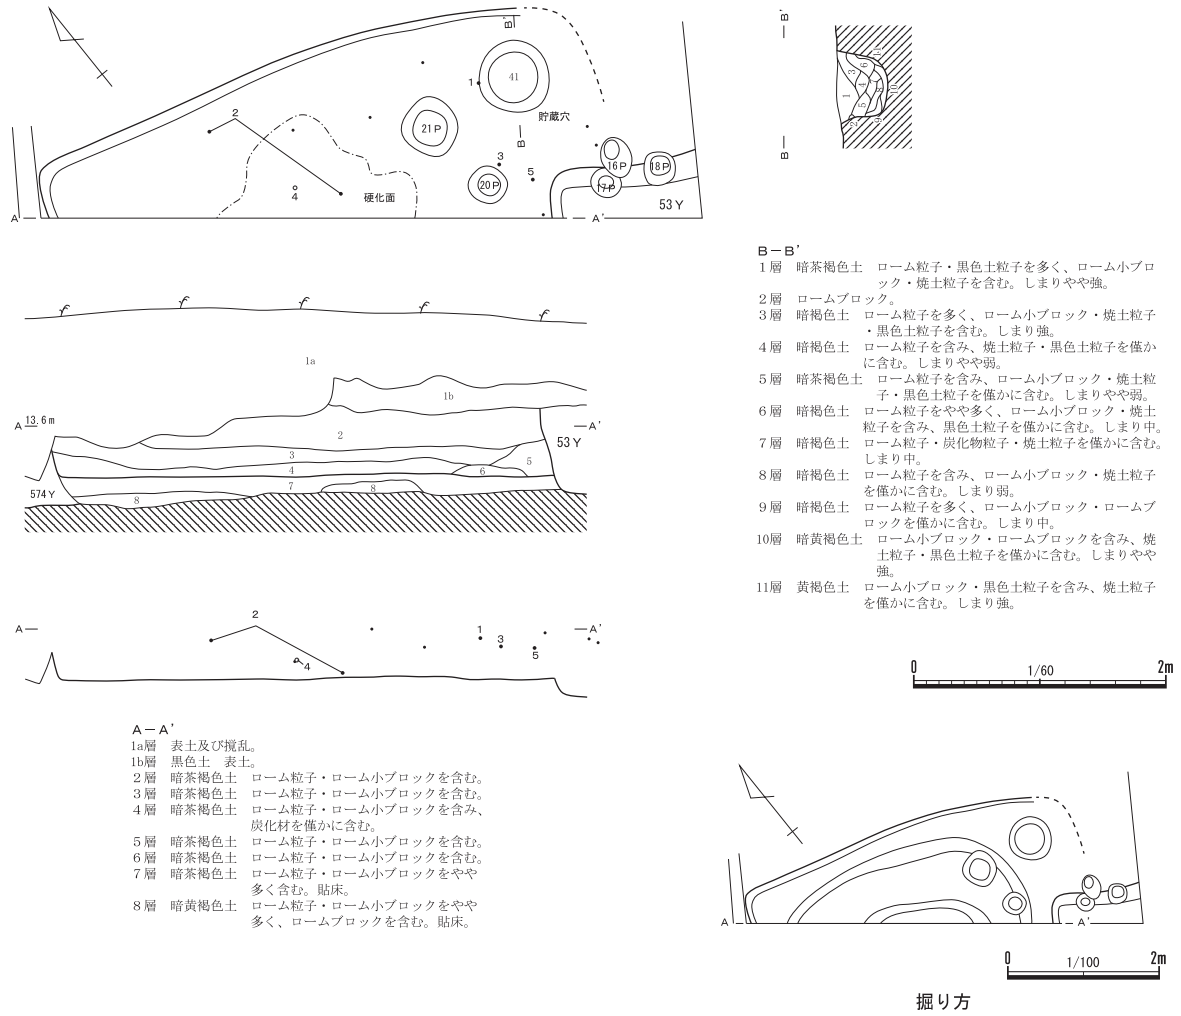 B'
41
1
貯蔵穴
2
21P
B
3
5
20P
16P
18P
17P
4
硬化面
53Y
A
A'
B'
11
6
3
7
4
8
10
1
5
9
2
B
B－B'
1層　暗茶褐色土　ローム粒子・黒色土粒子を多く、ローム小ブロ
ック・焼土粒子を含む。しまりやや強。
2層　ロームブロック。
3層　暗褐色土　ローム粒子を多く、ローム小ブロック・焼土粒子
・黒色土粒子を含む。しまり強。
4層　暗褐色土　ローム粒子を含み、焼土粒子・黒色土粒子を僅か
に含む。しまりやや弱。
5層　暗茶褐色土　ローム粒子を含み、ローム小ブロック・焼土粒
子・黒色土粒子を僅かに含む。しまりやや弱。
6層　暗褐色土　ローム粒子をやや多く、ローム小ブロック・焼土
粒子を含み、黒色土粒子を僅かに含む。しまり中。
7層　暗褐色土　ローム粒子・炭化物粒子・焼土粒子を僅かに含む。
しまり中。
8層　暗褐色土　ローム粒子を含み、ローム小ブロック・焼土粒子
を僅かに含む。しまり弱。
9層　暗褐色土　ローム粒子を多く、ローム小ブロック・ロームブ
ロックを僅かに含む。しまり中。
10層　暗黄褐色土　ローム小ブロック・ロームブロックを含み、焼
土粒子・黒色土粒子を僅かに含む。しまりやや
強。
11層　黄褐色土　ローム小ブロック・黒色土粒子を含み、焼土粒子
を僅かに含む。しまり強。
1a
1b
A 13.6m
A'
2
53Y
3
5
4
6
574Y
7
8
8
A
2
1
3
5
4
A'
0
1/60
2m
A－A'
1a層　表土及び撹乱。
1b層　黒色土　表土。
2層　暗茶褐色土　ローム粒子・ローム小ブロックを含む。
3層　暗茶褐色土　ローム粒子・ローム小ブロックを含む。
4層　暗茶褐色土　ローム粒子・ローム小ブロックを含み、
炭化材を僅かに含む。
5層　暗茶褐色土　ローム粒子・ローム小ブロックを含む。
6層　暗茶褐色土　ローム粒子・ローム小ブロックを含む。
7層　暗茶褐色土　ローム粒子・ローム小ブロックをやや
多く含む。貼床。
8層　暗黄褐色土　ローム粒子・ローム小ブロックをやや
多く、ロームブロックを含む。貼床。
A
A'
0
1/100
2m
掘り方